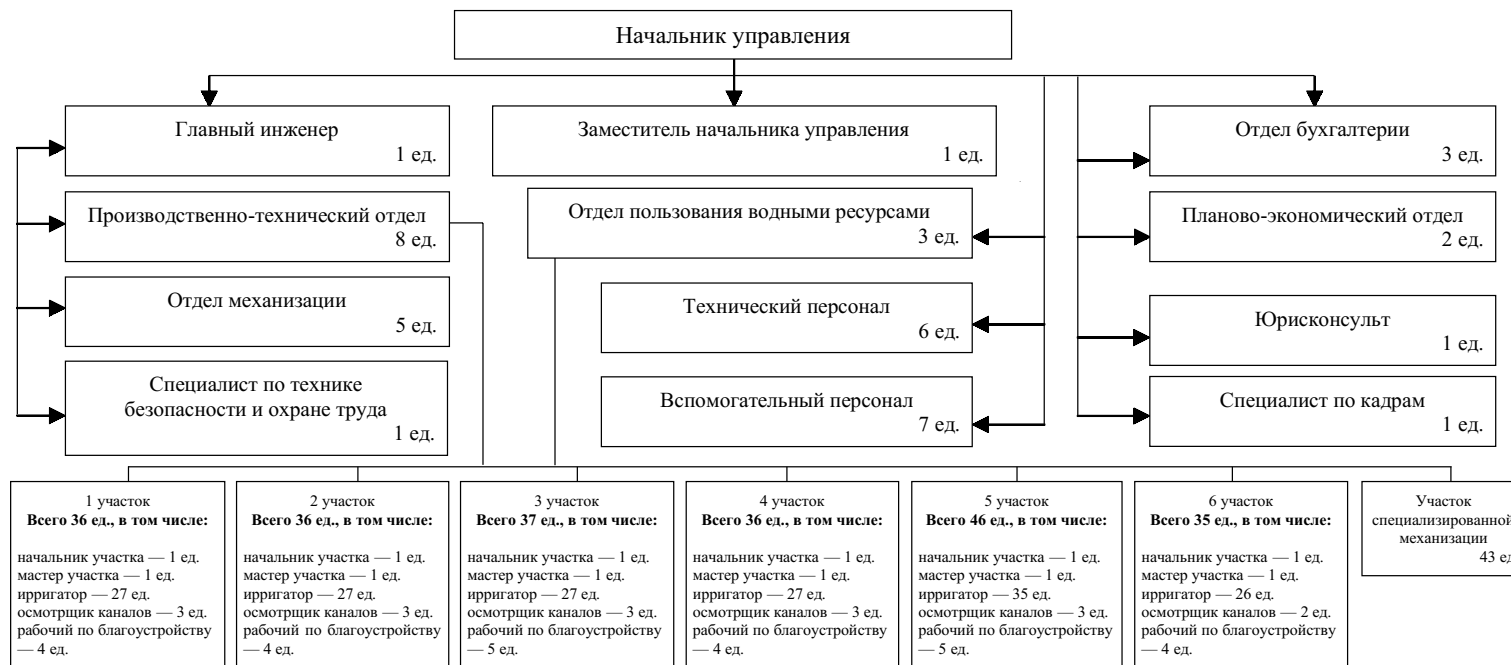 Начальник управления
Главный инженер
1 ед.
Заместитель начальника управления
1 ед.
Отдел бухгалтерии
3 ед.
Производственно-технический отдел
8 ед.
Отдел пользования водными ресурсами
3 ед.
Планово-экономический отдел
2 ед.
Отдел механизации
5 ед.
Технический персонал
6 ед.
Юрисконсульт
1 ед.
Специалист по технике
безопасности и охране труда
1 ед.
Вспомогательный персонал
7 ед.
Специалист по кадрам
1 ед.
1 участок
Всего 36 ед., в том числе:
начальник участка — 1 ед.
мастер участка — 1 ед.
ирригатор — 27 ед.
осмотрщик каналов — 3 ед.
рабочий по благоустройству
— 4 ед.
2 участок
Всего 36 ед., в том числе:
начальник участка — 1 ед.
мастер участка — 1 ед.
ирригатор — 27 ед.
осмотрщик каналов — 3 ед.
рабочий по благоустройству
— 4 ед.
3 участок
Всего 37 ед., в том числе:
начальник участка — 1 ед.
мастер участка — 1 ед.
ирригатор — 27 ед.
осмотрщик каналов — 3 ед.
рабочий по благоустройству
— 5 ед.
4 участок
Всего 36 ед., в том числе:
начальник участка — 1 ед.
мастер участка — 1 ед.
ирригатор — 27 ед.
осмотрщик каналов — 3 ед.
рабочий по благоустройству
— 4 ед.
5 участок
Всего 46 ед., в том числе:
начальник участка — 1 ед.
мастер участка — 1 ед.
ирригатор — 35 ед.
осмотрщик каналов — 3 ед.
рабочий по благоустройству
— 5 ед.
6 участок
Всего 35 ед., в том числе:
начальник участка — 1 ед.
мастер участка — 1 ед.
ирригатор — 26 ед.
осмотрщик каналов — 2 ед.
рабочий по благоустройству
— 4 ед.
Участок
специализированной
механизации
43 ед